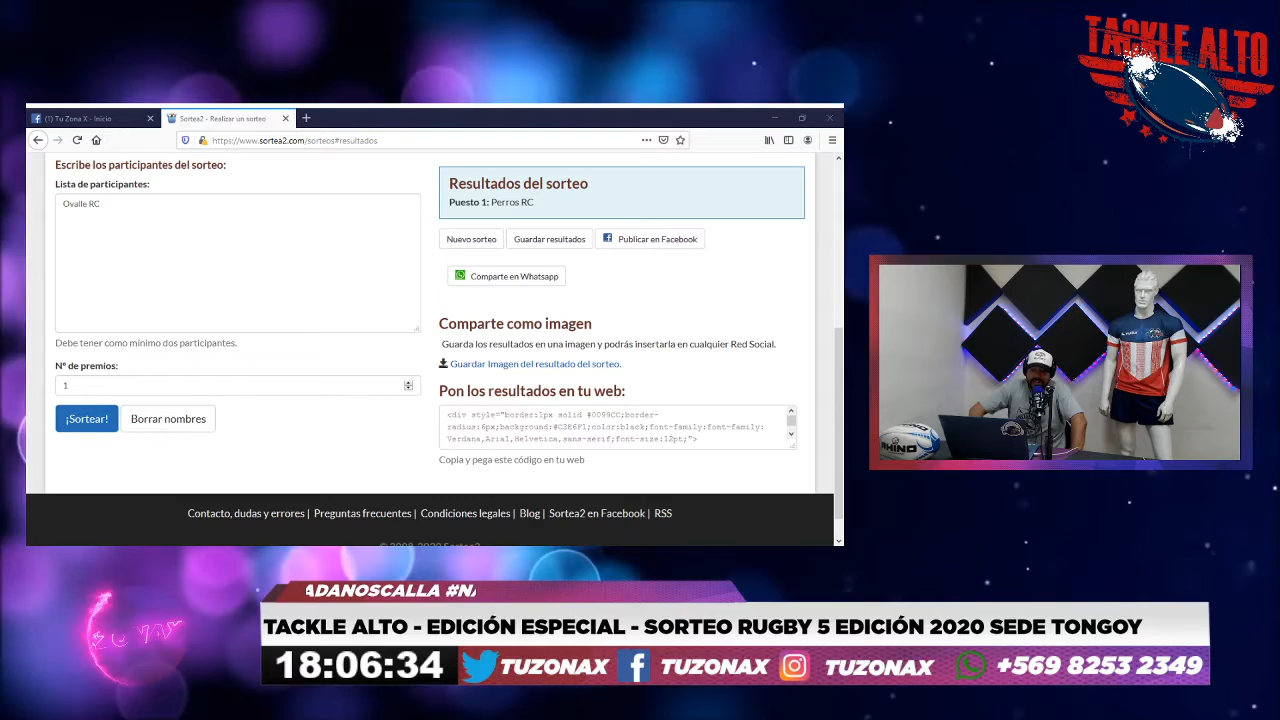 TACKLE ALTO
(1) Tu Zona X - Inicio
Sortea2 - Realizar un sorteo
https://www.sortea2.com/sorteos#resultados
Escribe los participantes del sorteo:
Lista de participantes:
Ovalle RC
Debe tener como mínimo dos participantes.
Nº de premios:
1
¡Sortear!
Borrar nombres
Resultados del sorteo
Puesto 1: Perros RC
Nuevo sorteo
Guardar resultados
Publicar en Facebook
Comparte en Whatsapp
Comparte como imagen
Guarda los resultados en una imagen y podrás insertarla en cualquier Red Social.
Guardar Imagen del resultado del sorteo.
Pon los resultados en tu web:
<div style="border:1px solid #0099CC;border-
radius:6px;background:#C3E6F1;color:black;font-family:font-family:
Verdana,Arial,Helvetica,sans-serif;font-size:12pt;">
Copia y pega este código en tu web
Contacto, dudas y errores | Preguntas frecuentes | Condiciones legales | Blog | Sortea2 en Facebook | RSS
© 2008-2020 Sortea2
RHINO
ADANOSCALLA #NA
TACKLE ALTO - EDICIÓN ESPECIAL - SORTEO RUGBY 5 EDICIÓN 2020 SEDE TONGOY
18:06:34
TUZONAX
TUZONAX
TUZONAX
+569 8253 2349